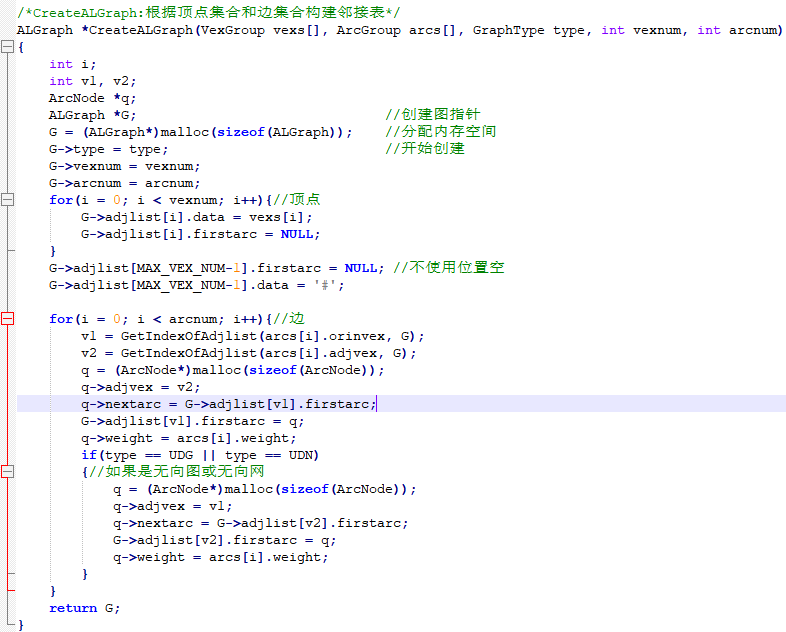 /*CreateALGraph:根据顶点集合和边集合构建邻接表*/
ALGraph *CreateALGraph(VexGroup vexs[], ArcGroup arcs[], GraphType type, int vexnum, int arcnum)
{
    int i;
    int v1, v2;
    ArcNode *q;
    ALGraph *G;                               //创建图指针
    G = (ALGraph*)malloc(sizeof(ALGraph));    //分配内存空间
    G->type = type;                           //开始创建
    G->vexnum = vexnum;
    G->arcnum = arcnum;
    for(i = 0; i < vexnum; i++){//顶点
        G->adjlist[i].data = vexs[i];
        G->adjlist[i].firstarc = NULL;
    }
    G->adjlist[MAX_VEX_NUM-1].firstarc = NULL; //不使用位置空
    G->adjlist[MAX_VEX_NUM-1].data = '#';

    for(i = 0; i < arcnum; i++){//边
        v1 = GetIndexOfAdjlist(arcs[i].orinvex, G);
        v2 = GetIndexOfAdjlist(arcs[i].adjvex, G);
        q = (ArcNode*)malloc(sizeof(ArcNode));
        q->adjvex = v2;
        q->nextarc = G->adjlist[v1].firstarc;
        G->adjlist[v1].firstarc = q;
        q->weight = arcs[i].weight;
        if(type == UDG || type == UDN)
        {//如果是无向图或无向网
            q = (ArcNode*)malloc(sizeof(ArcNode));
            q->adjvex = v1;
            q->nextarc = G->adjlist[v2].firstarc;
            G->adjlist[v2].firstarc = q;
            q->weight = arcs[i].weight;
        }
    }
    return G;
}